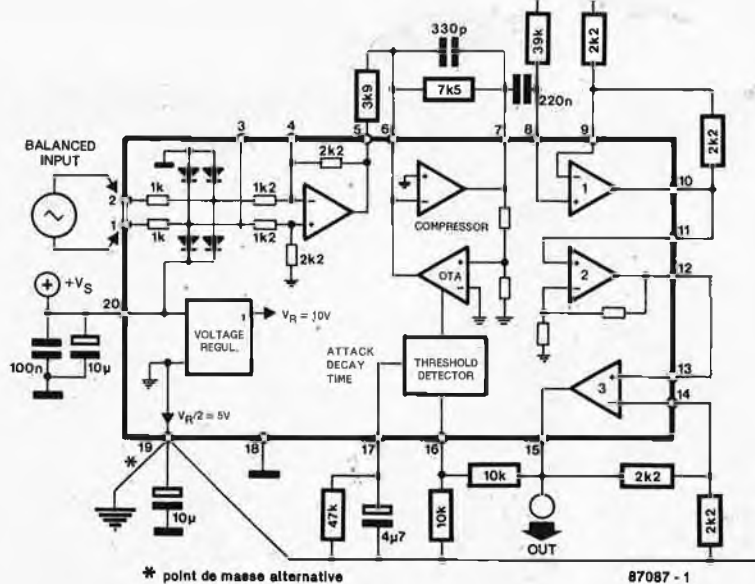 330p
39k
2k2
3k9
7k5
220n
2k2
BALANCED
INPUT
3
4
5
6
7
8
9
2k2
1k
1k2
2
1
10
1
1k
1k2
2k2
COMPRESSOR
11
+VS
OTA
2
12
20
VOLTAGE
REGUL.
1
VR = 10V
ATTACK
DECAY
TIME
THRESHOLD
DETECTOR
100n
10µ
3
13
14
VR/2 = 5V
19
18
17
16
15
*
10µ
47k
4µ7
10k
10k
2k2
2k2
OUT
* point de masse alternative
87087 - 1